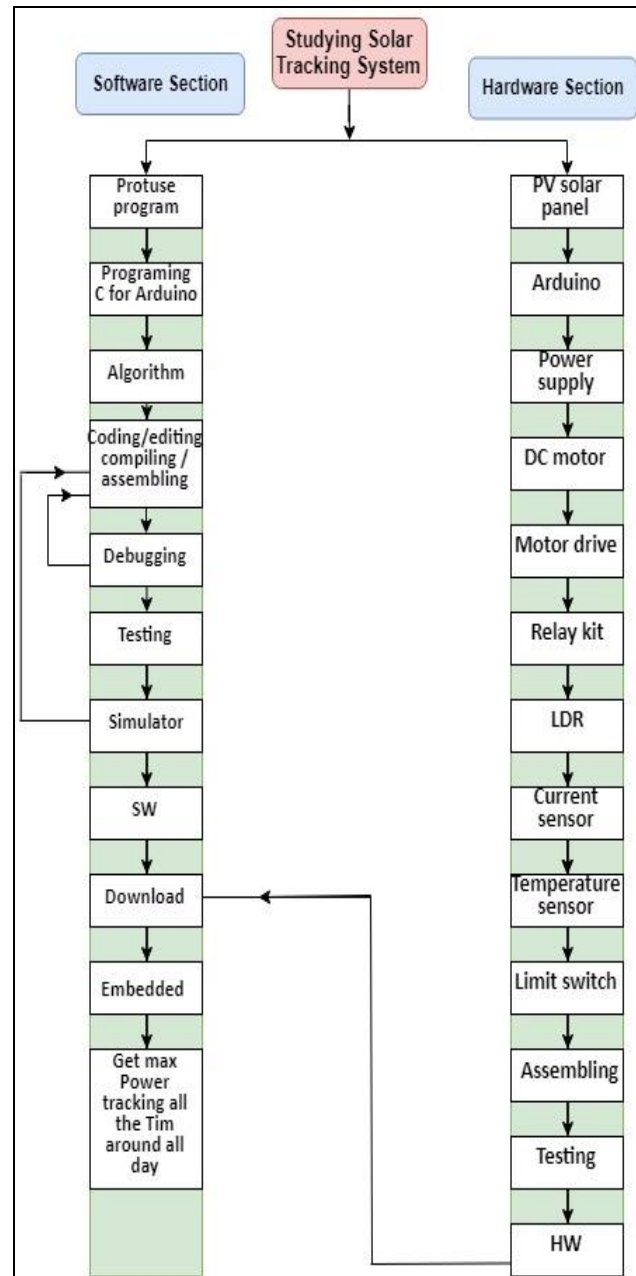 Studying Solar
Tracking System
Software Section
Hardware Section
Protuse
program
Programing
C for Arduino
Algorithm
Coding/editing
compiling /
assembling
Debugging
Testing
Simulator
SW
Download
Embedded
Get max
Power
tracking all
the Tim
around all
day
PV solar
panel
Arduino
Power
supply
DC motor
Motor drive
Relay kit
LDR
Current
sensor
Temperature
sensor
Limit switch
Assembling
Testing
HW